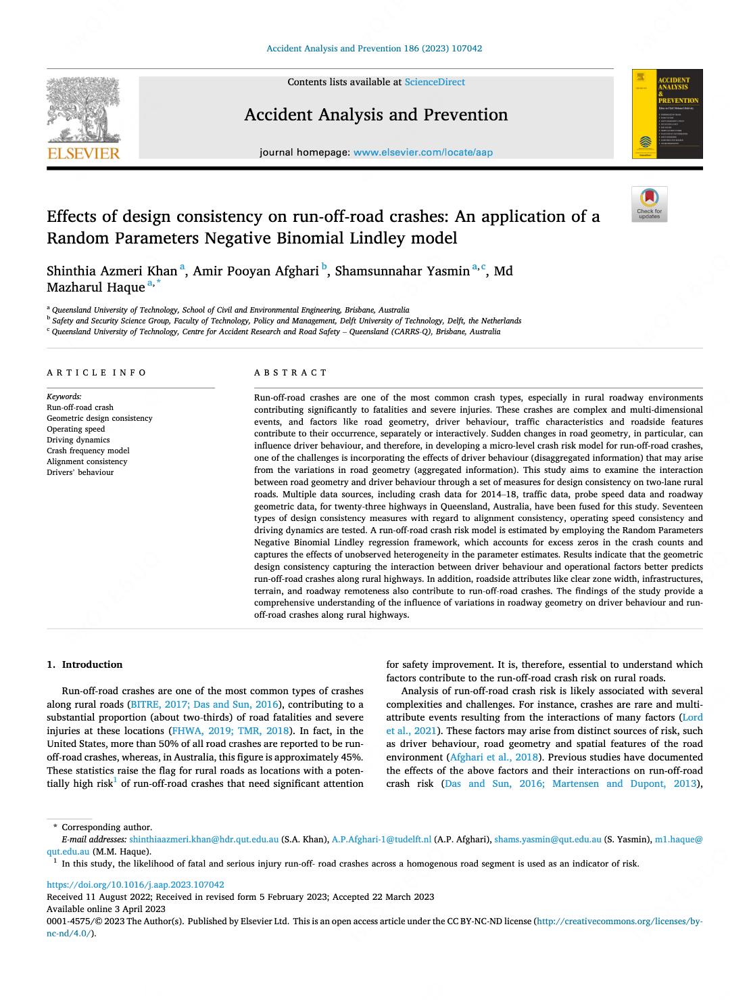 Accident Analysis and Prevention 186 (2023) 107042
Contents lists available at ScienceDirect
Accident Analysis and Prevention
journal homepage: www.elsevier.com/locate/aap
ELSEVIER
ACCIDENT
ANALYSIS
&
PREVENTION
Check for
updates
Effects of design consistency on run-off-road crashes: An application of a
Random Parameters Negative Binomial Lindley model
Shinthia Azmeri Khan a, Amir Pooyan Afghari b, Shamsunnahar Yasmin a,c, Md
Mazharul Haque a,*
a Queensland University of Technology, School of Civil and Environmental Engineering, Brisbane, Australia
b Safety and Security Science Group, Faculty of Technology, Policy and Management, Delft University of Technology, Delft, the Netherlands
c Queensland University of Technology, Centre for Accident Research and Road Safety – Queensland (CARRS-Q), Brisbane, Australia
ARTICLE INFO
Keywords:
Run-off-road crash
Geometric design consistency
Operating speed
Driving dynamics
Crash frequency model
Alignment consistency
Drivers' behaviour
ABSTRACT
Run-off-road crashes are one of the most common crash types, especially in rural roadway environments
contributing significantly to fatalities and severe injuries. These crashes are complex and multi-dimensional
events, and factors like road geometry, driver behaviour, traffic characteristics and roadside features
contribute to their occurrence, separately or interactively. Sudden changes in road geometry, in particular, can
influence driver behaviour, and therefore, in developing a micro-level crash risk model for run-off-road crashes,
one of the challenges is incorporating the effects of driver behaviour (disaggregated information) that may arise
from the variations in road geometry (aggregated information). This study aims to examine the interaction
between road geometry and driver behaviour through a set of measures for design consistency on two-lane rural
roads. Multiple data sources, including crash data for 2014–18, traffic data, probe speed data and roadway
geometric data, for twenty-three highways in Queensland, Australia, have been fused for this study. Seventeen
types of design consistency measures with regard to alignment consistency, operating speed consistency and
driving dynamics are tested. A run-off-road crash risk model is estimated by employing the Random Parameters
Negative Binomial Lindley regression framework, which accounts for excess zeros in the crash counts and
captures the effects of unobserved heterogeneity in the parameter estimates. Results indicate that the geometric
design consistency capturing the interaction between driver behaviour and operational factors better predicts
run-off-road crashes along rural highways. In addition, roadside attributes like clear zone width, infrastructures,
terrain, and roadway remoteness also contribute to run-off-road crashes. The findings of the study provide a
comprehensive understanding of the influence of variations in roadway geometry on driver behaviour and run-
off-road crashes along rural highways.
1. Introduction
Run-off-road crashes are one of the most common types of crashes
along rural roads (BITRE, 2017; Das and Sun, 2016), contributing to a
substantial proportion (about two-thirds) of road fatalities and severe
injuries at these locations (FHWA, 2019; TMR, 2018). In fact, in the
United States, more than 50% of all road crashes are reported to be run-
off-road crashes, whereas, in Australia, this figure is approximately 45%.
These statistics raise the flag for rural roads as locations with a poten-
tially high risk1 of run-off-road crashes that need significant attention
for safety improvement. It is, therefore, essential to understand which
factors contribute to the run-off-road crash risk on rural roads.
Analysis of run-off-road crash risk is likely associated with several
complexities and challenges. For instance, crashes are rare and multi-
attribute events resulting from the interactions of many factors (Lord
et al., 2021). These factors may arise from distinct sources of risk, such
as driver behaviour, road geometry and spatial features of the road
environment (Afghari et al., 2018). Previous studies have documented
the effects of the above factors and their interactions on run-off-road
crash risk (Das and Sun, 2016; Martensen and Dupont, 2013),
* Corresponding author.
E-mail addresses: shinthiaazmeri.khan@hdr.qut.edu.au (S.A. Khan), A.P.Afghari-1@tudelft.nl (A.P. Afghari), shams.yasmin@qut.edu.au (S. Yasmin), m1.haque@
qut.edu.au (M.M. Haque).
1 In this study, the likelihood of fatal and serious injury run-off- road crashes across a homogenous road segment is used as an indicator of risk.
https://doi.org/10.1016/j.aap.2023.107042
Received 11 August 2022; Received in revised form 5 February 2023; Accepted 22 March 2023
Available online 3 April 2023
0001-4575/© 2023 The Author(s). Published by Elsevier Ltd. This is an open access article under the CC BY-NC-ND license (http://creativecommons.org/licenses/by-
nc-nd/4.0/).